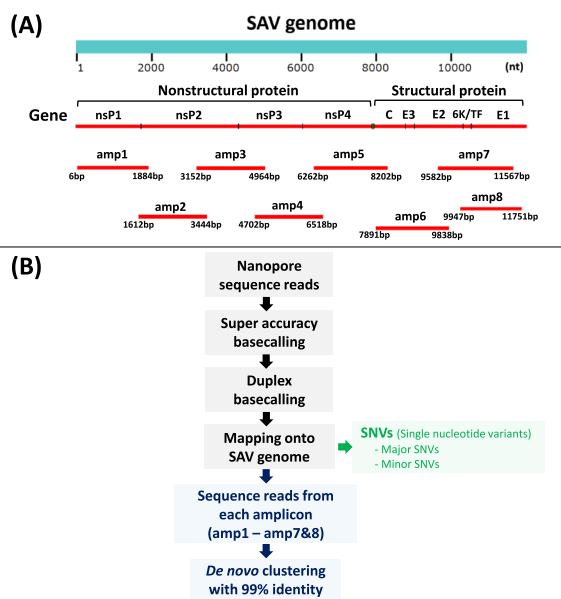 (A)
SAV genome
1 2000 4000 6000 8000 10000 (nt)
Nonstructural protein Structural protein
Gene nsP1 nsP2 nsP3 nsP4 C E3 E2 6K/TF E1
amp1 amp3 amp5 amp7
6bp 1884bp 3152bp 4964bp 6262bp 8202bp 9582bp 11567bp
amp2 amp4 amp6 amp8
1612bp 3444bp 4702bp 6518bp 7891bp 9838bp 9947bp 11751bp
(B)
Nanopore
sequence reads
Super accuracy
basecalling
Duplex
basecalling
Mapping onto
SAV genome
SNVs (Single nucleotide variants)
- Major SNVs
- Minor SNVs
Sequence reads from
each amplicon
(amp1 – amp7&8)
De novo clustering
with 99% identity